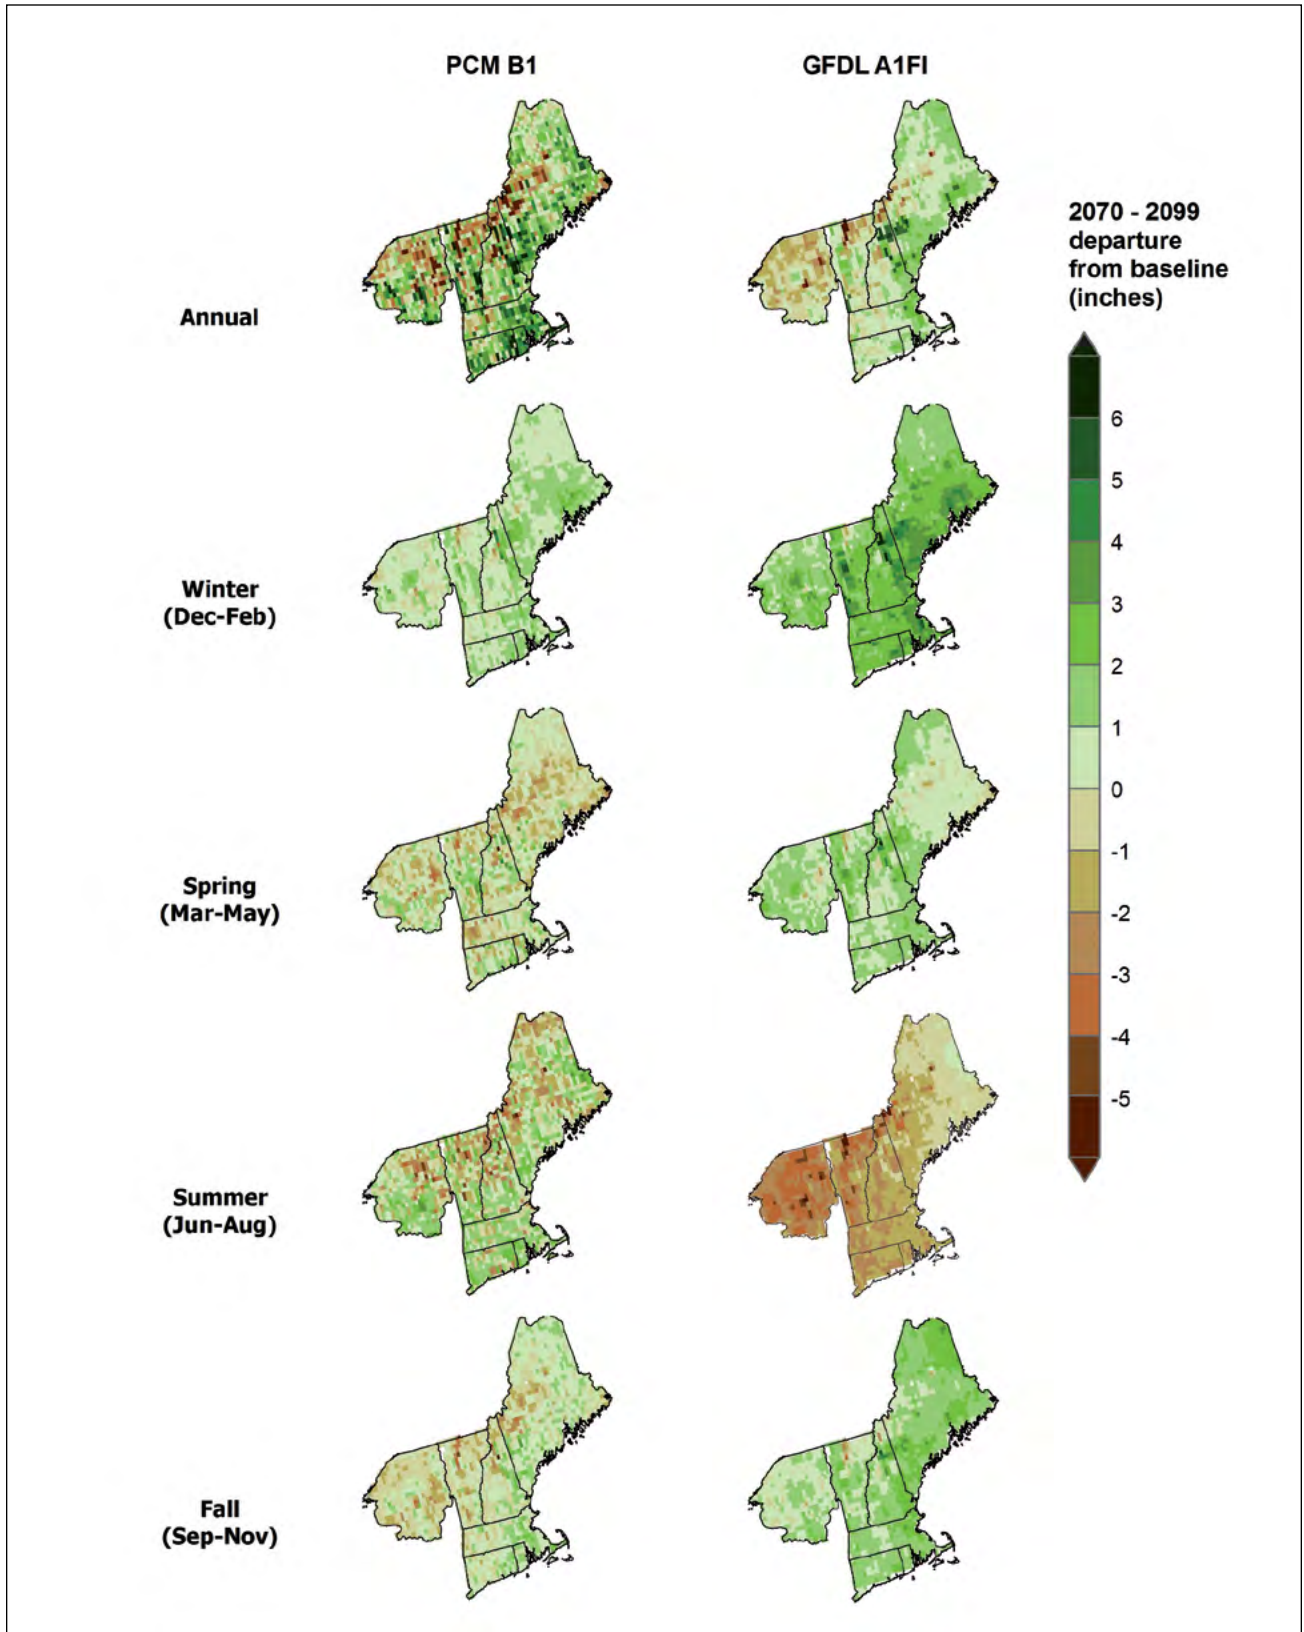 PCM B1
GFDL A1FI
2070 - 2099
departure
from baseline
(inches)
6
5
4
3
2
1
0
-1
-2
-3
-4
-5
Annual
Winter
(Dec-Feb)
Spring
(Mar-May)
Summer
(Jun-Aug)
Fall
(Sep-Nov)